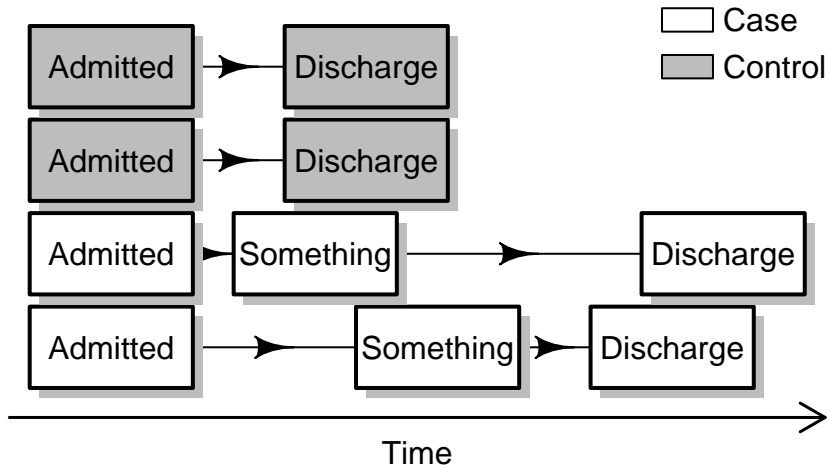 Case
Control
Admitted Discharge
Admitted Discharge
Admitted Something Discharge
Admitted Something Discharge
Time